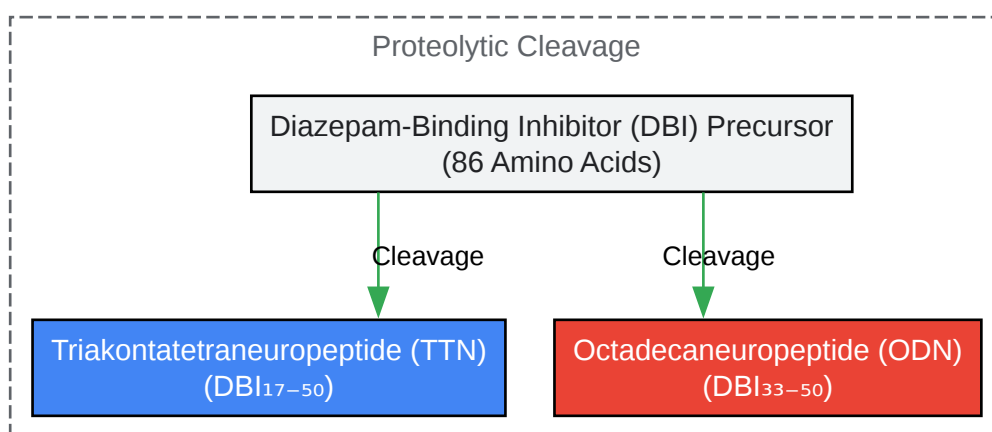 Proteolytic Cleavage
Diazepam-Binding Inhibitor (DBI) Precursor
(86 Amino Acids)
Cleavage
Cleavage
Triakontatetraneuropeptide (TTN)
(DBI₁₇₋₅₀)
Octadecaneuropeptide (ODN)
(DBI₃₃₋₅₀)